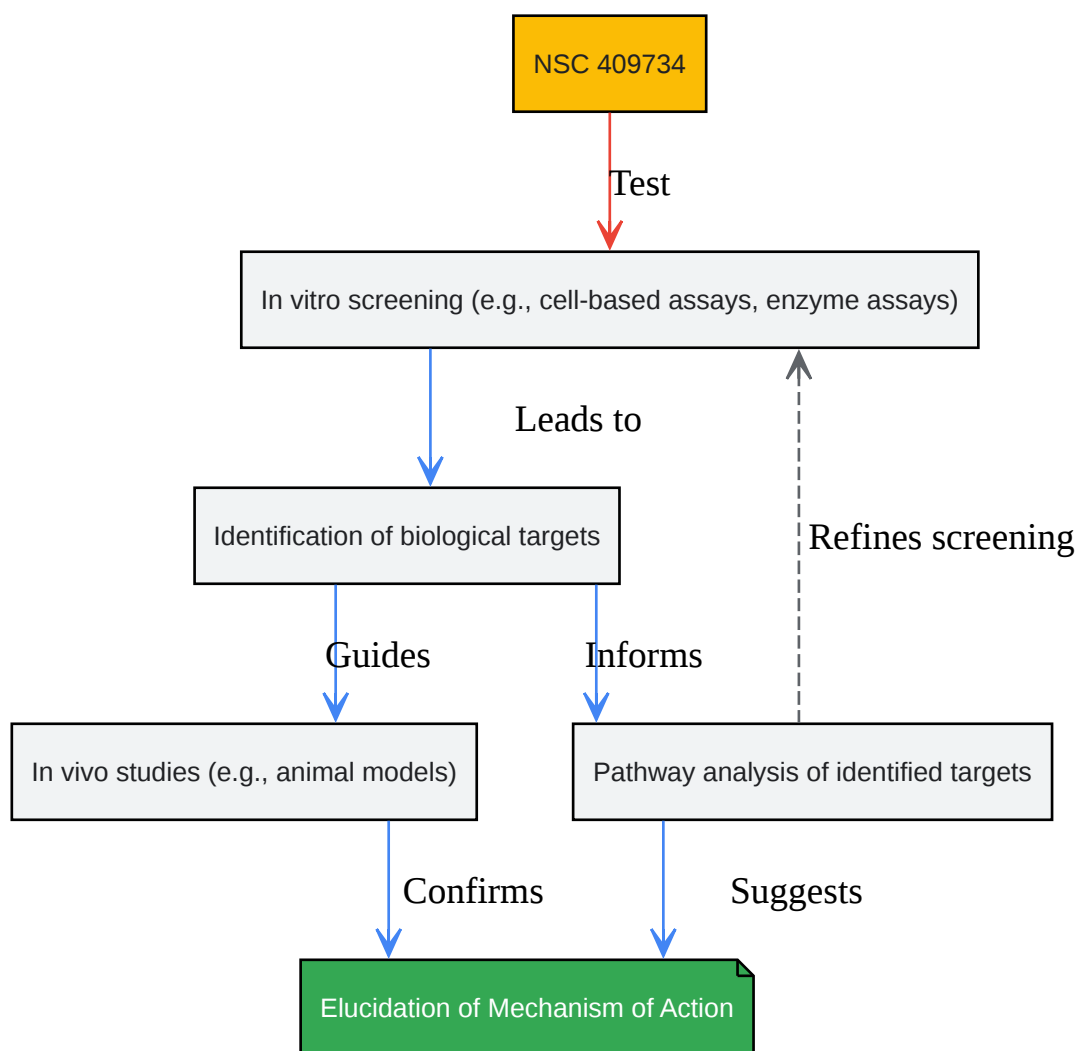 NSC 409734
Test
In vitro screening (e.g., cell-based assays, enzyme assays)
Leads to
Identification of biological targets
Refines screening
Guides
Informs
In vivo studies (e.g., animal models)
Pathway analysis of identified targets
Confirms
Suggests
Elucidation of Mechanism of Action